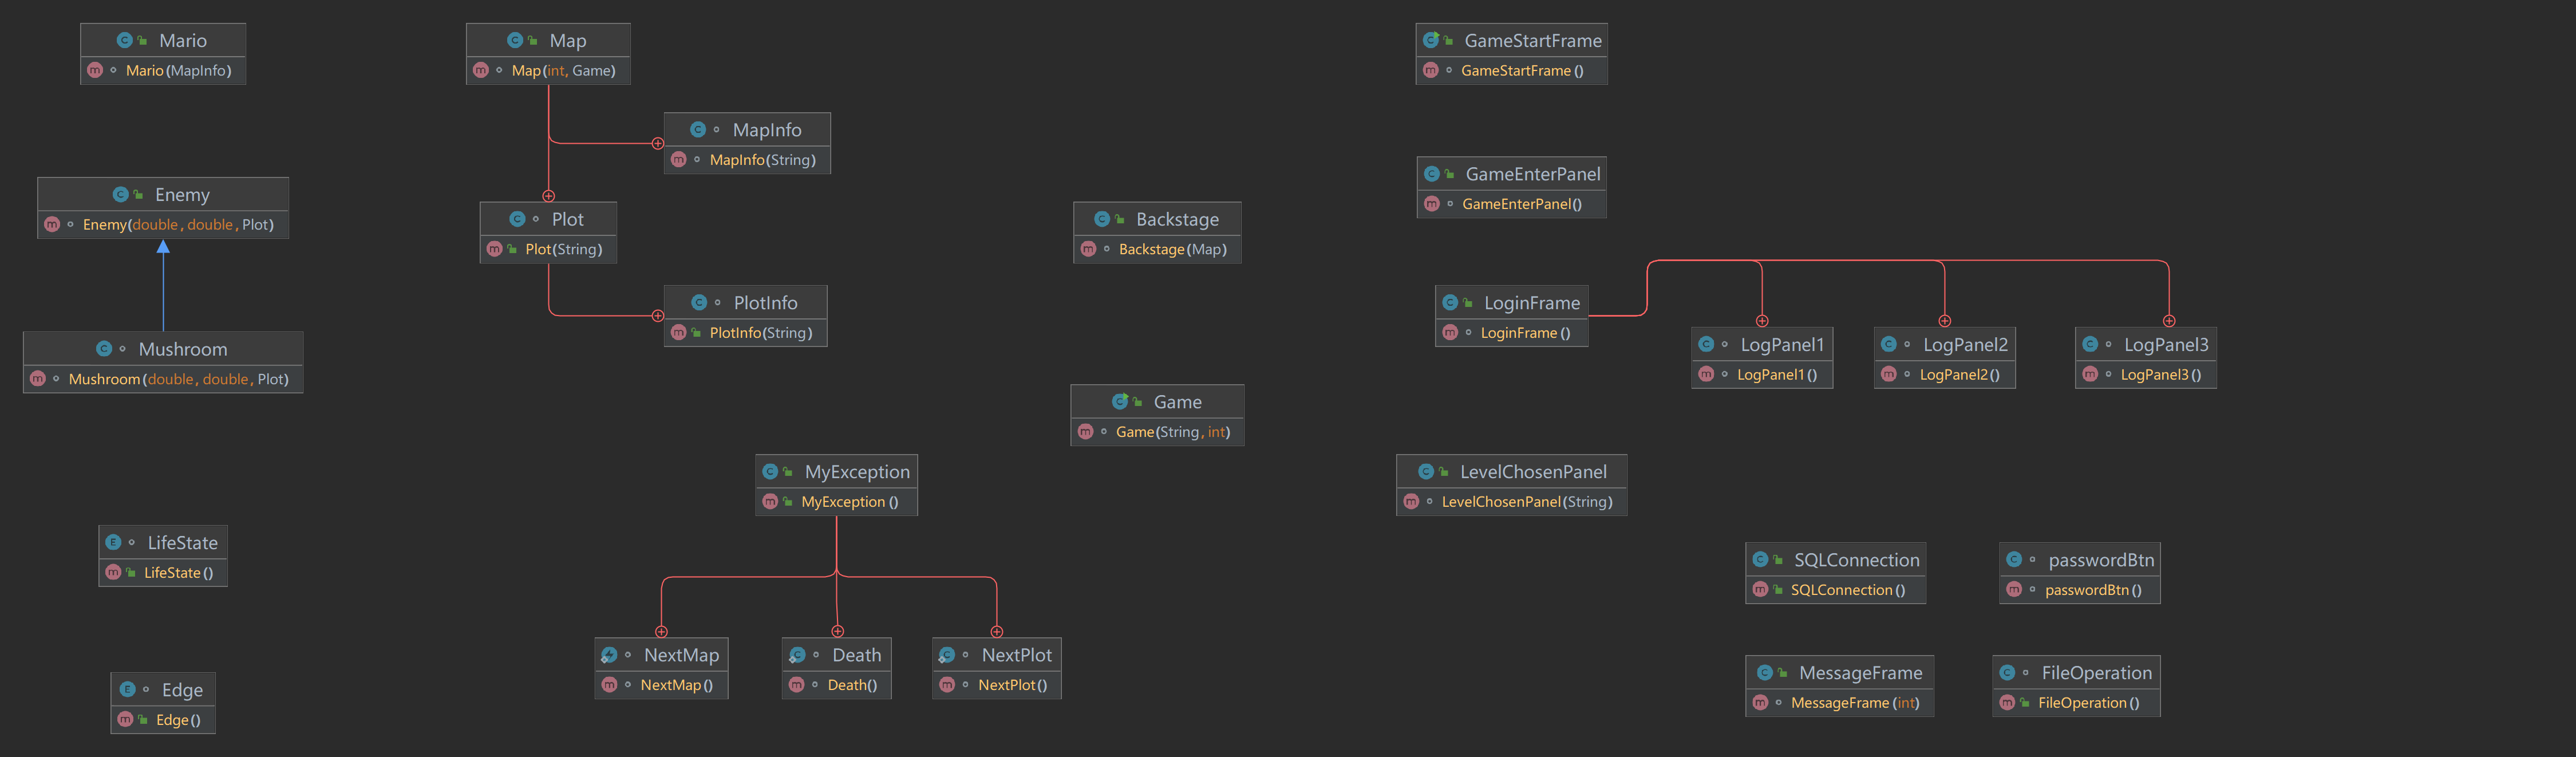 Mario
Mario(MapInfo)
Map
Map(int, Game)
GameStartFrame
GameStartFrame()
MapInfo
MapInfo(String)
GameEnterPanel
GameEnterPanel()
Enemy
Enemy(double, double, Plot)
Plot
Plot(String)
Backstage
Backstage(Map)
PlotInfo
PlotInfo(String)
LoginFrame
LoginFrame()
Mushroom
Mushroom(double, double, Plot)
LogPanel1
LogPanel1()
LogPanel2
LogPanel2()
LogPanel3
LogPanel3()
Game
Game(String, int)
MyException
MyException()
LevelChosenPanel
LevelChosenPanel(String)
LifeState
LifeState()
SQLConnection
SQLConnection()
passwordBtn
passwordBtn()
NextMap
NextMap()
Death
Death()
NextPlot
NextPlot()
MessageFrame
MessageFrame(int)
FileOperation
FileOperation()
Edge
Edge()